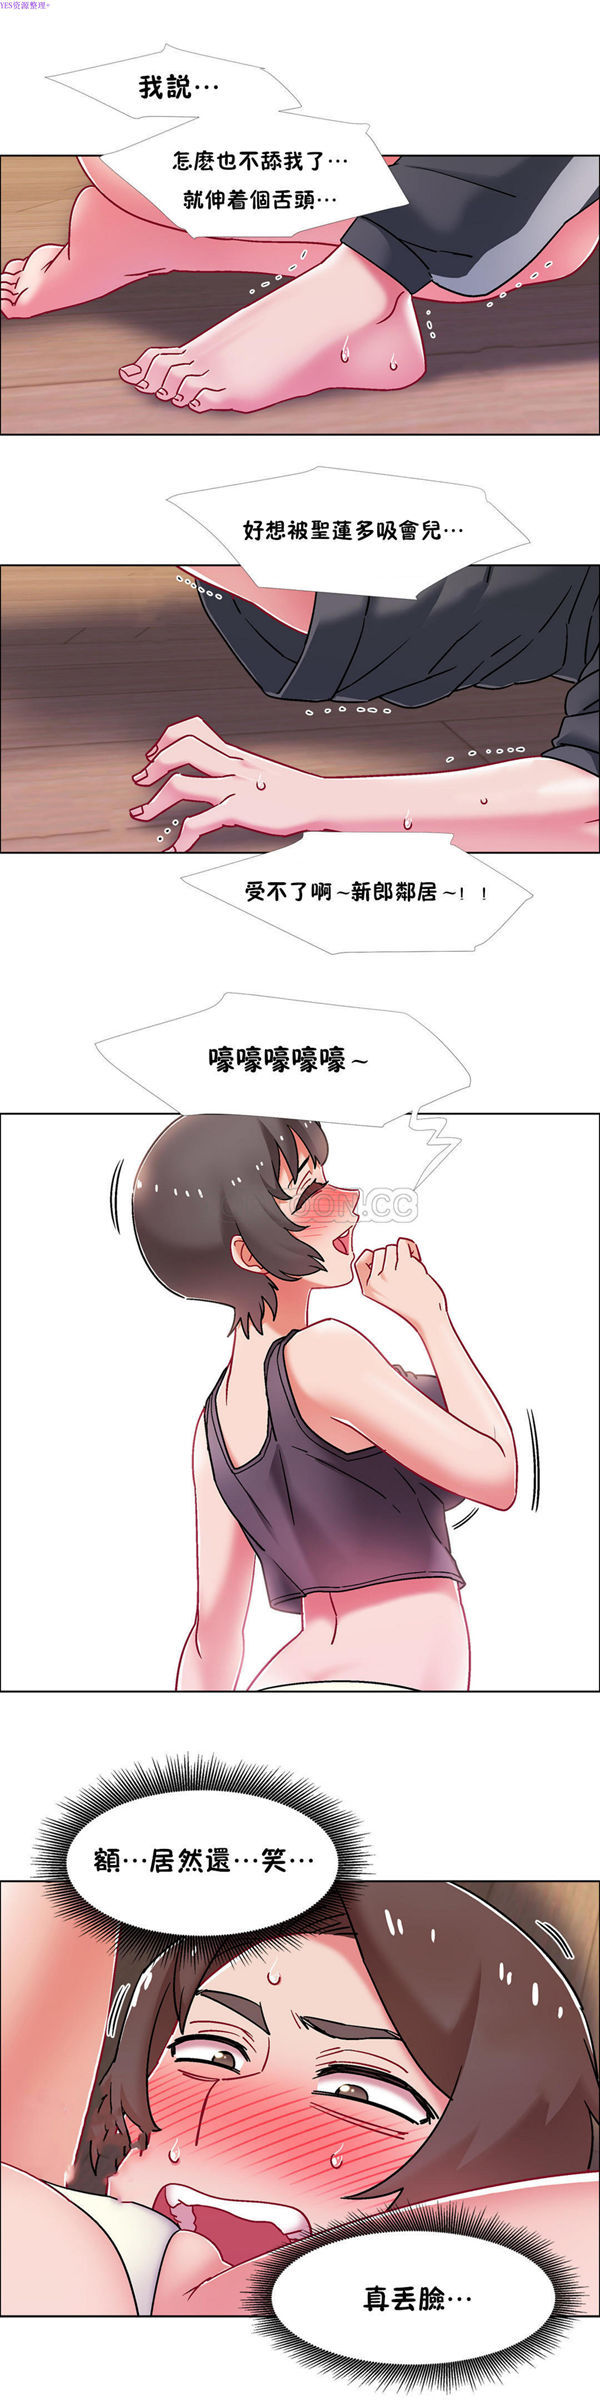 YES资源整理+
我說…
怎麽也不舔我了…
就伸着個舌頭…
好想被聖蓮多吸會兒…
受不了啊~新郎鄰居~！！
嚎嚎嚎嚎嚎~
額…居然還…笑…
真丟臉…